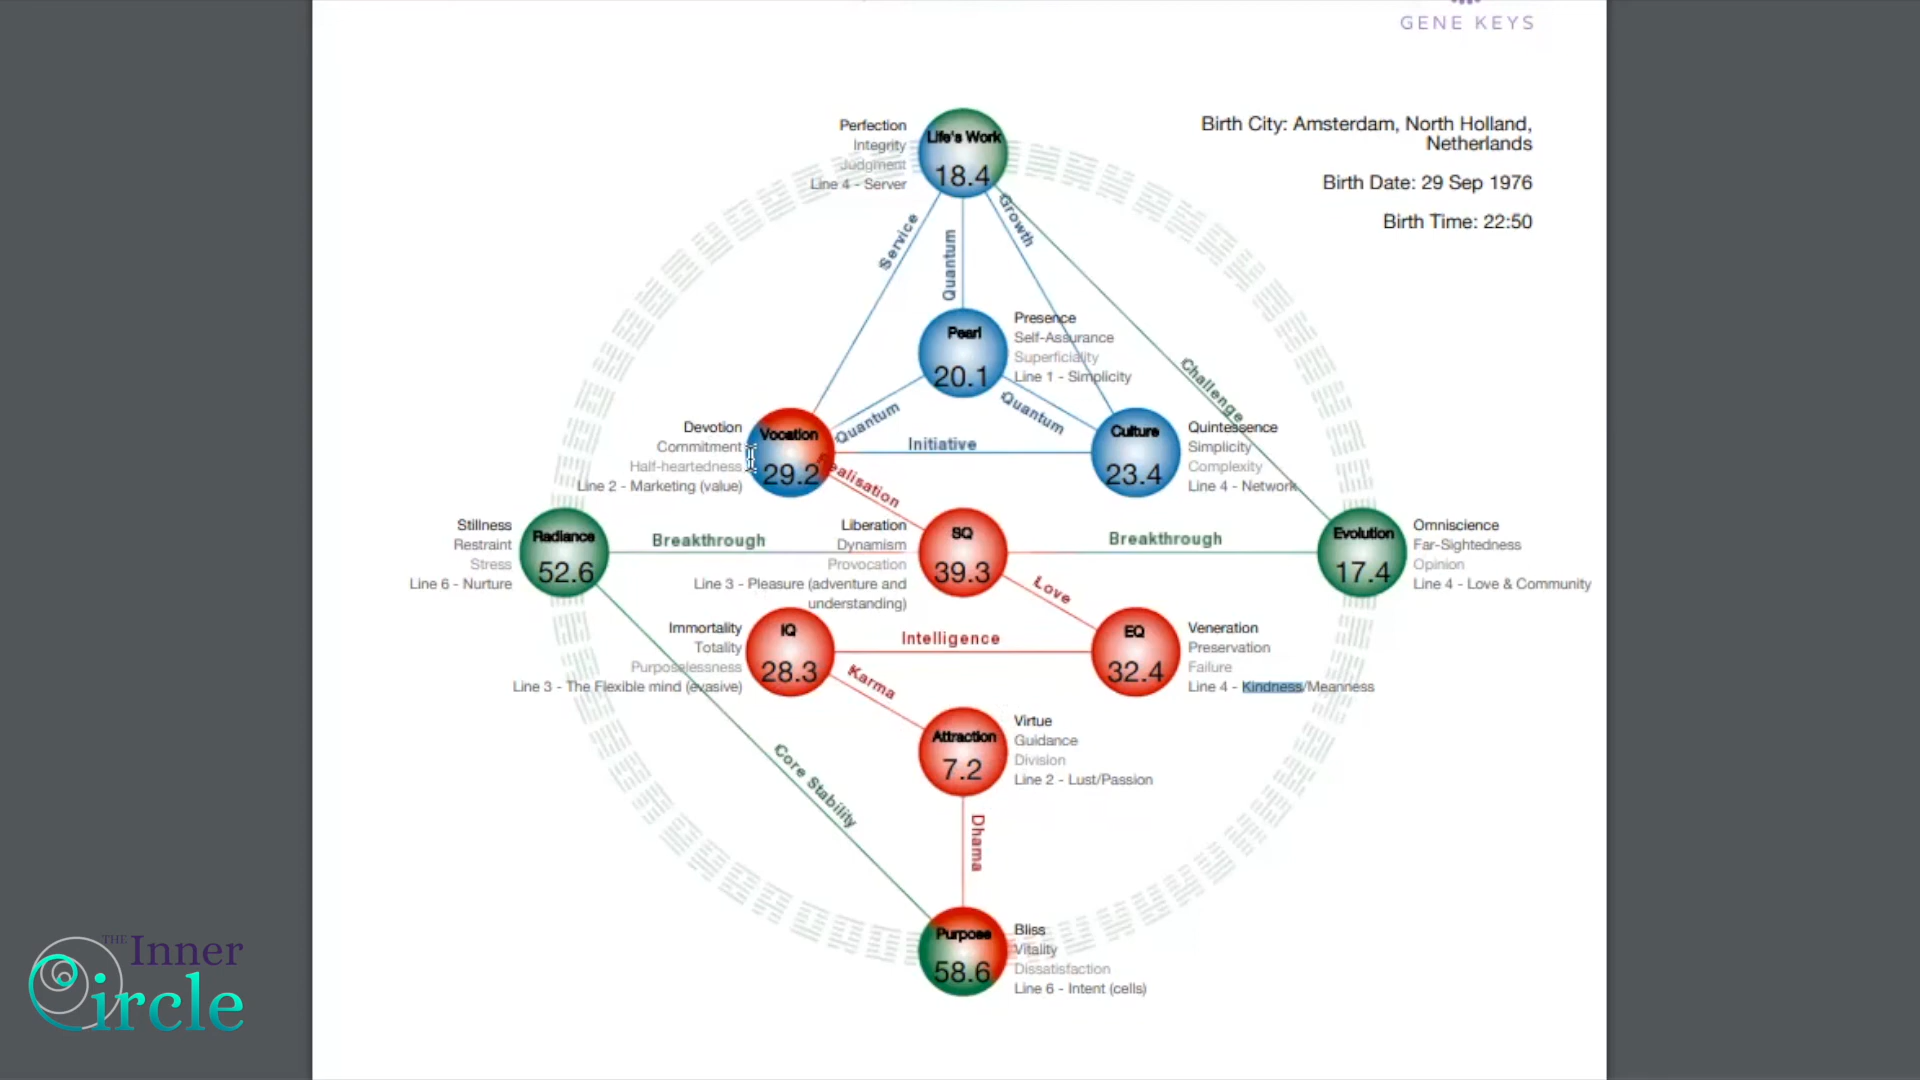 GENE KEYS
Birth City: Amsterdam, North Holland,
Netherlands
Birth Date: 29 Sep 1976
Birth Time: 22:50
Perfection
Integrity
Judgment
Line 4 - Server
Life's Work
18.4
Service
Quantum
Growth
Challenge
Pearl
20.1
Presence
Self-Assurance
Superficiality
Line 1 - Simplicity
Quantum
Quantum
Devotion
Commitment
Half-heartedness
Line 2 - Marketing (value)
Vocation
29.2
Initiative
Culture
23.4
Quintessence
Simplicity
Complexity
Line 4 - Network
Realisation
Stillness
Restraint
Stress
Line 6 - Nurture
Radiance
52.6
Breakthrough
Liberation
Dynamism
Provocation
Line 3 - Pleasure (adventure and
understanding)
SQ
39.3
Breakthrough
Evolution
17.4
Omniscience
Far-Sightedness
Opinion
Line 4 - Love & Community
Love
Immortality
Totality
Purposelessness
Line 3 - The Flexible mind (evasive)
IQ
28.3
Intelligence
EQ
32.4
Veneration
Preservation
Failure
Line 4 - Kindness/Meanness
Karma
Attraction
7.2
Virtue
Guidance
Division
Line 2 - Lust/Passion
Core Stability
Dhama
Purpose
58.6
Bliss
Vitality
Dissatisfaction
Line 6 - Intent (cells)
THE Inner
Circle